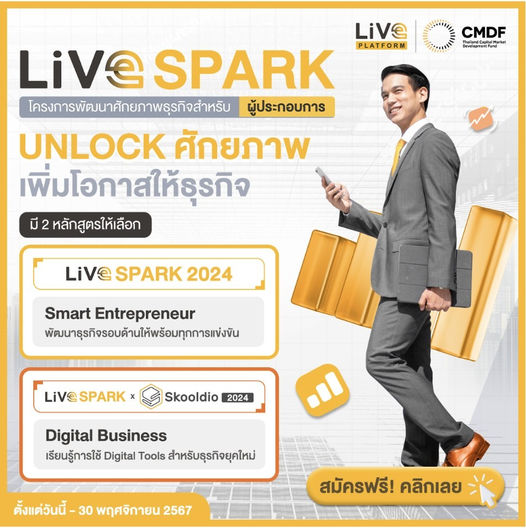 LiVe
PLATFORM
CMDF
Thailand Capital Market
Development Fund
LiVe SPARK
โครงการพัฒนาศักยภาพธุรกิจสำหรับ ผู้ประกอบการ
UNLOCK ศักยภาพ
เพิ่มโอกาสให้ธุรกิจ
มี 2 หลักสูตรให้เลือก
LiVe SPARK 2024
Smart Entrepreneur
พัฒนาธุรกิจรอบด้านให้พร้อมทุกการแข่งขัน
LiVe SPARK x Skooldio 2024
Digital Business
เรียนรู้การใช้ Digital Tools สำหรับธุรกิจยุคใหม่
ตั้งแต่วันนี้ - 30 พฤศจิกายน 2567
สมัครฟรี! คลิกเลย